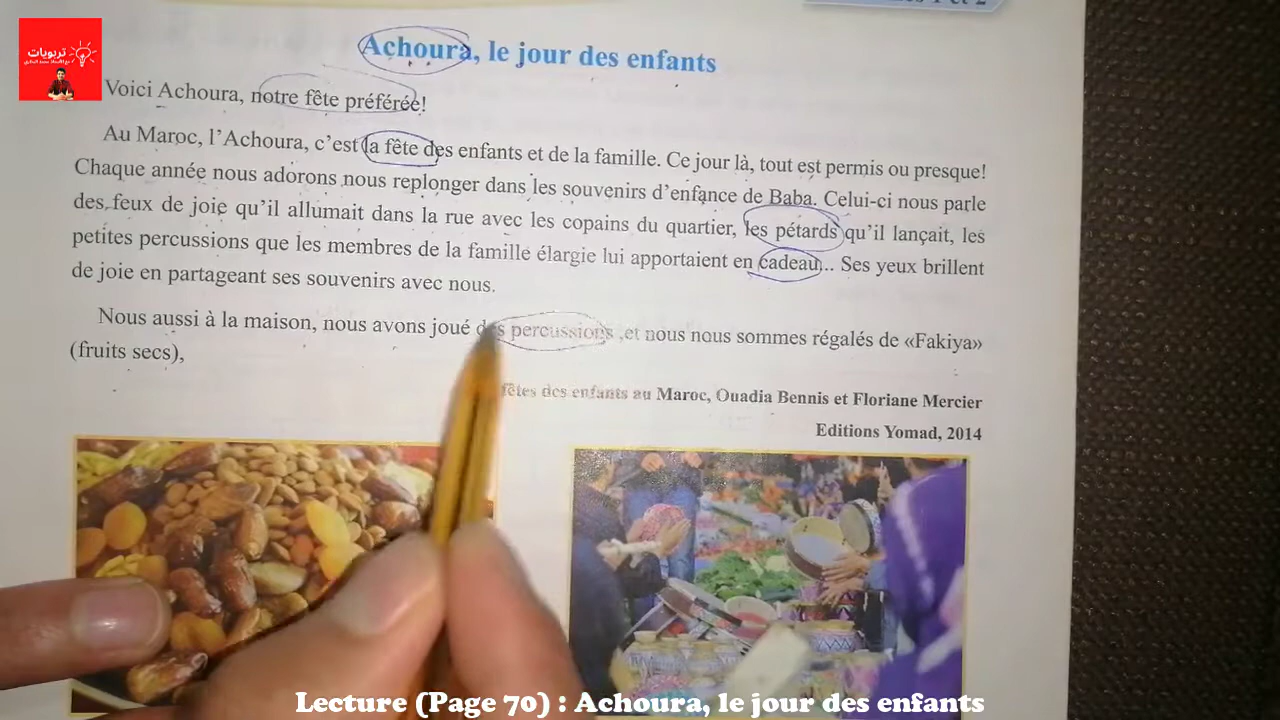 تربويات
Achoura, le jour des enfants
Voici Achoura, notre fête préférée!
Au Maroc, l'Achoura, c'est la fête des enfants et de la famille. Ce jour là, tout est permis ou presque!
Chaque année nous adorons nous replonger dans les souvenirs d'enfance de Baba. Celui-ci nous parle
des feux de joie qu'il allumait dans la rue avec les copains du quartier, les pétards qu'il lançait, les
petites percussions que les membres de la famille élargie lui apportaient en cadeau... Ses yeux brillent
de joie en partageant ses souvenirs avec nous.
Nous aussi à la maison, nous avons joué des percussions ,et nous nous sommes régalés de «Fakiya»
(fruits secs),
fêtes des enfants au Maroc, Ouadia Bennis et Floriane Mercier
Editions Yomad, 2014
Lecture (Page 70) : Achoura, le jour des enfants